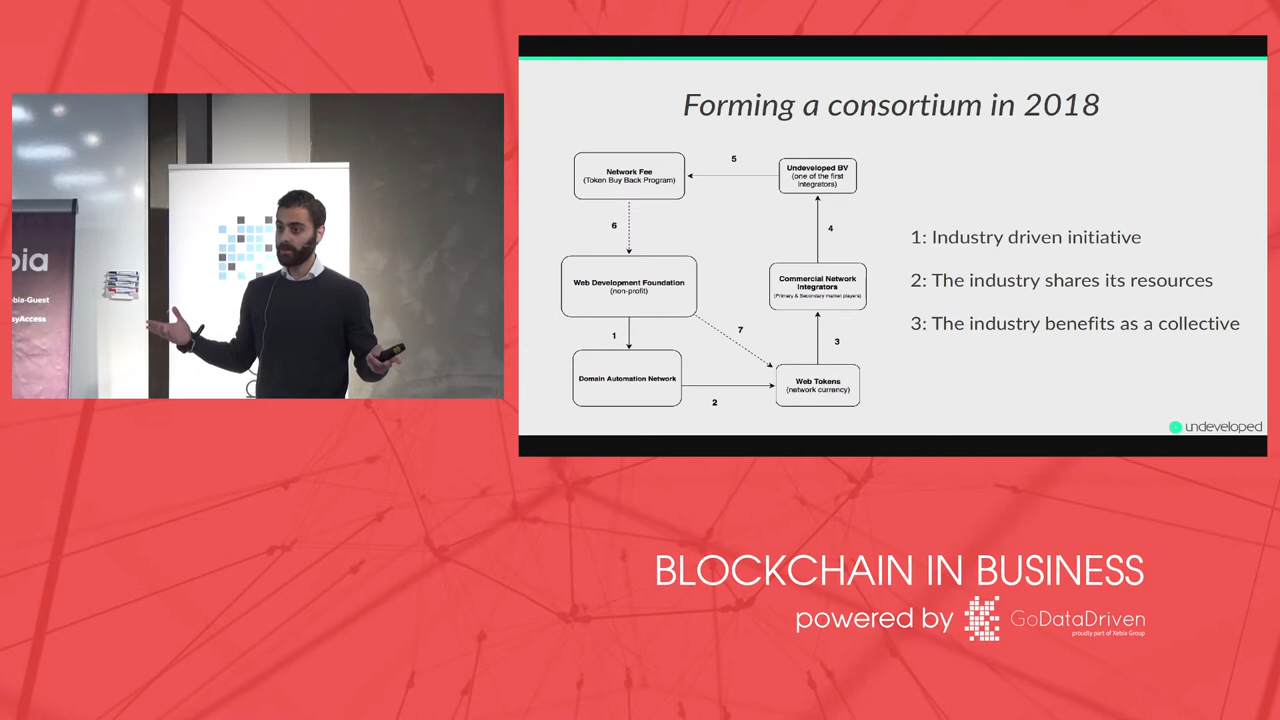 bia
bia-Guest
syAccess
Forming a consortium in 2018
Network Fee
(Token Buy Back Program)
5
Undeveloped BV
(one of the first
integrators)
6
4
Web Development Foundation
(non-profit)
Commercial Network
Integrators
(Primary & Secondary market players)
1
7
3
Domain Automation Network
2
Web Tokens
(network currency)
1: Industry driven initiative
2: The industry shares its resources
3: The industry benefits as a collective
undeveloped
BLOCKCHAIN IN BUSINESS
powered by GoDataDriven
proudly part of Xebia Group